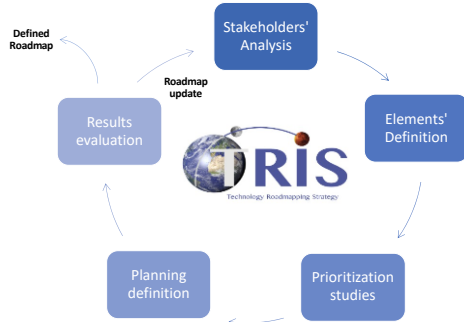 Defined
Roadmap
Stakeholders'
Analysis
Roadmap
update
Results
evaluation
Elements'
Definition
TRIS
Technology Roadmapping Strategy
Planning
definition
Prioritization
studies